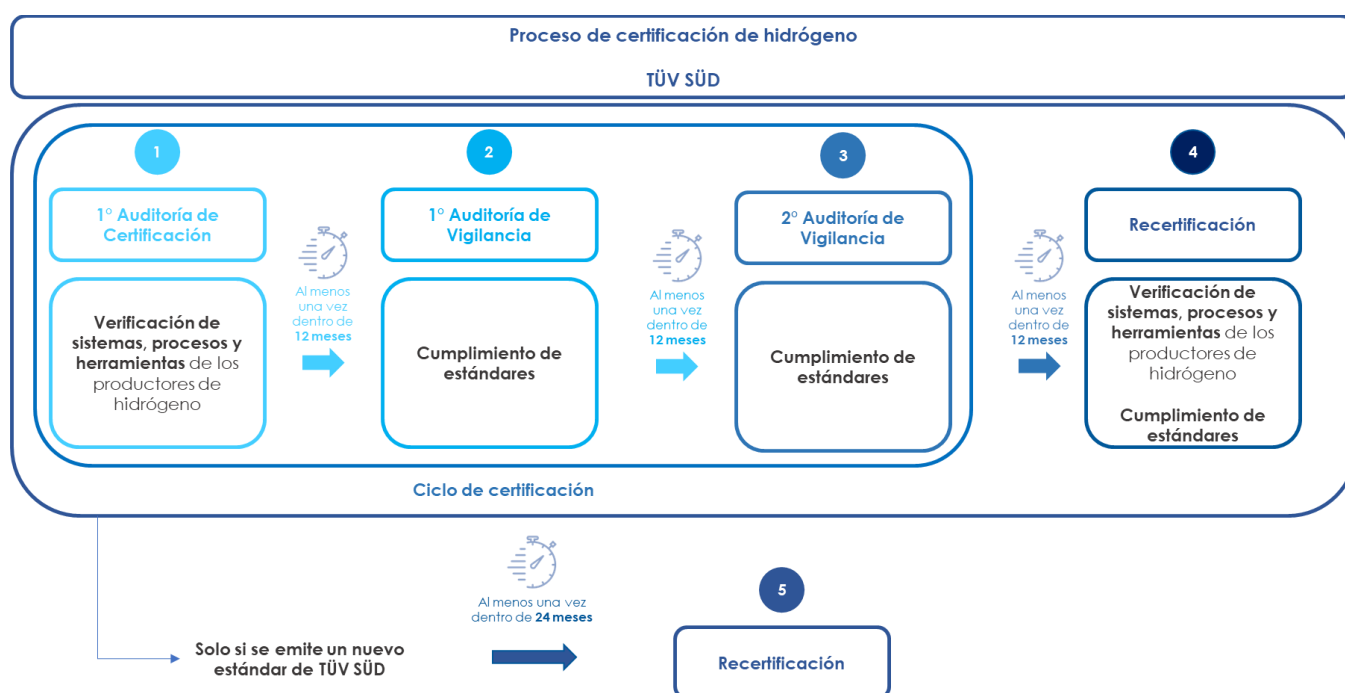 Proceso de certificación de hidrógeno
TÜV SÜD
1
1° Auditoría de
Certificación
Verificación de
sistemas, procesos y
herramientas de los
productores de
hidrógeno
Al menos
una vez
dentro de
12 meses
2
1° Auditoría de
Vigilancia
Cumplimiento de
estándares
Al menos
una vez
dentro de
12 meses
3
2° Auditoría de
Vigilancia
Cumplimiento de
estándares
Al menos
una vez
dentro de
12 meses
4
Recertificación
Verificación de
sistemas, procesos y
herramientas de los
productores de
hidrógeno
Cumplimiento de
estándares
Ciclo de certificación
Solo si se emite un nuevo
estándar de TÜV SÜD
Al menos una vez
dentro de 24 meses
5
Recertificación